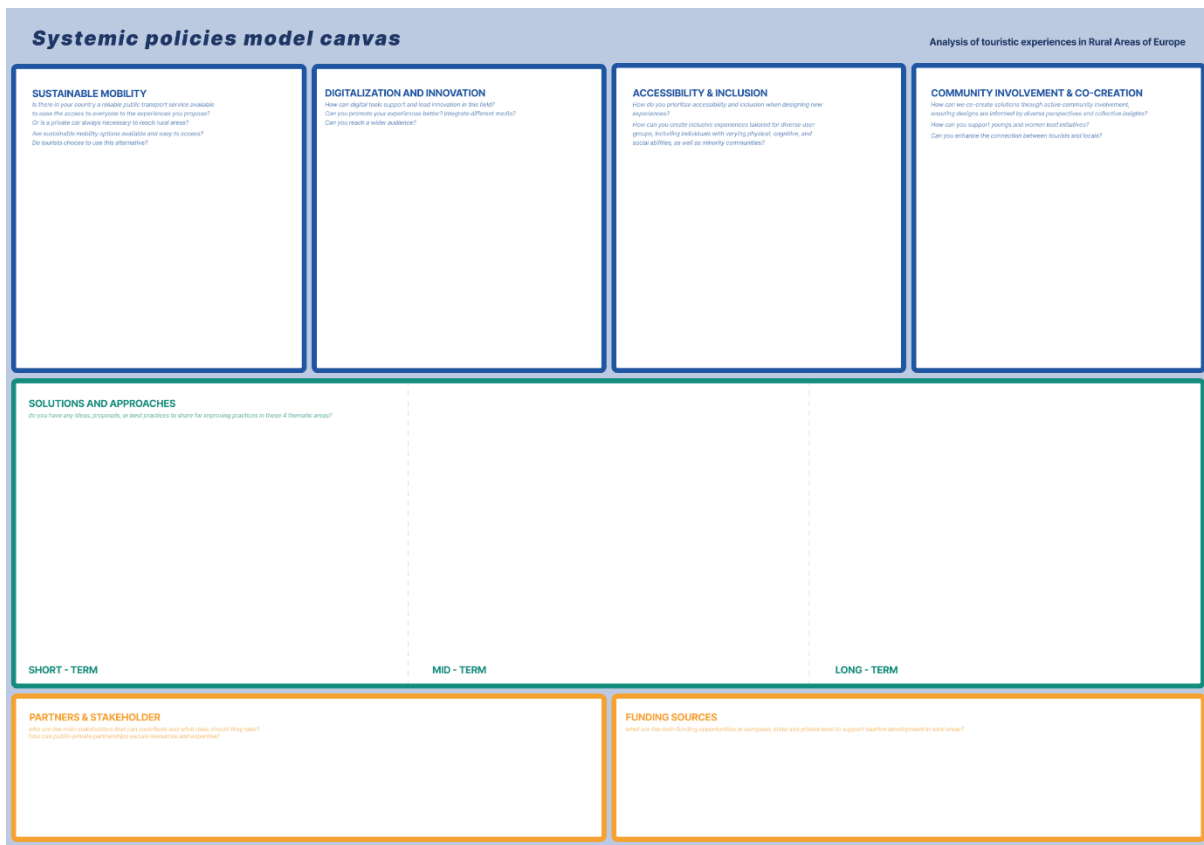 Systemic policies model canvas
Analysis of touristic experiences in Rural Areas of Europe
SUSTAINABLE MOBILITY
Is there in your country a reliable public transport service available
to ease the access to everyone to the experiences you propose?
Or is a private car always necessary to reach rural areas?
Are sustainable mobility options available and easy to access?
Do tourists choose to use this alternative?
DIGITALIZATION AND INNOVATION
How can digital tools support and lead innovation in this field?
Can you promote your experiences better? Integrate different media?
Can you reach a wider audience?
ACCESSIBILITY & INCLUSION
How do you prioritize accessibility and inclusion when designing new
experiences?
How can you create inclusive experiences tailored for diverse user
groups, including individuals with varying physical, cognitive, and
social abilities, as well as minority communities?
COMMUNITY INVOLVEMENT & CO-CREATION
How can we co-create solutions through active community involvement,
ensuring designs are informed by diverse perspectives and collective insights?
How can you support youngs and women lead initiatives?
Can you enhance the connection between tourists and locals?
SOLUTIONS AND APPROACHES
do you have any ideas, proposals, or best practices to share for improving practices in these 4 thematic areas?
SHORT - TERM
MID - TERM
LONG - TERM
PARTNERS & STAKEHOLDER
who are the main stakeholders that can contribute and what roles should they take?
how can public-private partnerships secure resources and expertise?
FUNDING SOURCES
what are the main funding opportunities at european, state and private level to support touristic development in rural areas?